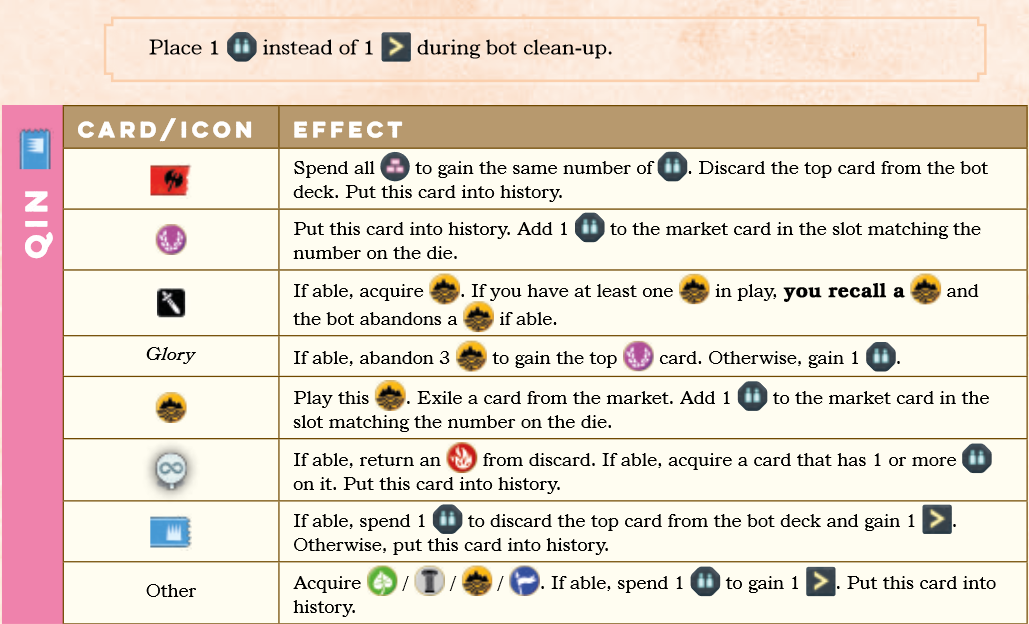 Place 1 instead of 1 during bot clean-up.
QIN
CARD/ICON EFFECT
Spend all to gain the same number of . Discard the top card from the bot
deck. Put this card into history.
Put this card into history. Add 1 to the market card in the slot matching the
number on the die.
If able, acquire . If you have at least one in play, you recall a and
the bot abandons a if able.
Glory If able, abandon 3 to gain the top card. Otherwise, gain 1 .
Play this . Exile a card from the market. Add 1 to the market card in the
slot matching the number on the die.
If able, return an from discard. If able, acquire a card that has 1 or more
on it. Put this card into history.
If able, spend 1 to discard the top card from the bot deck and gain 1 .
Otherwise, put this card into history.
Other Acquire / / / . If able, spend 1 to gain 1 . Put this card into
history.